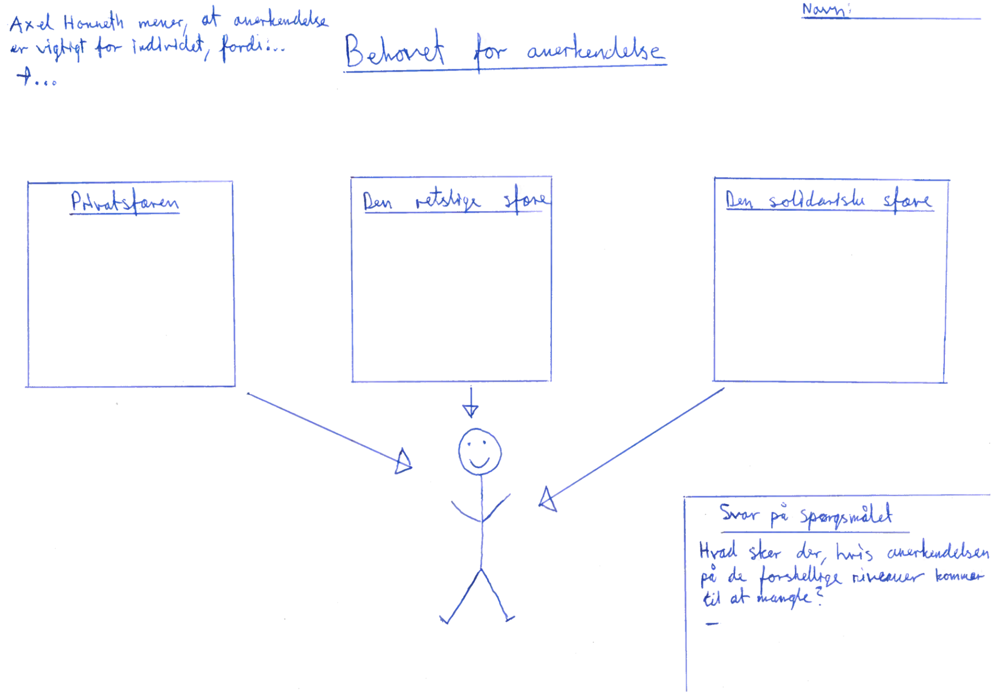 Navn:
Axel Honneth mener, at anerkendelse
er vigtigt for individet, fordi:..
→...
Behovet for anerkendelse
Privatsfæren
Den retslige sfære
Den solidariske sfære
Svar på spørgsmålet
Hvad sker der, hvis anerkendelsen
på de forskellige niveauer kommer
til at mangle?
–